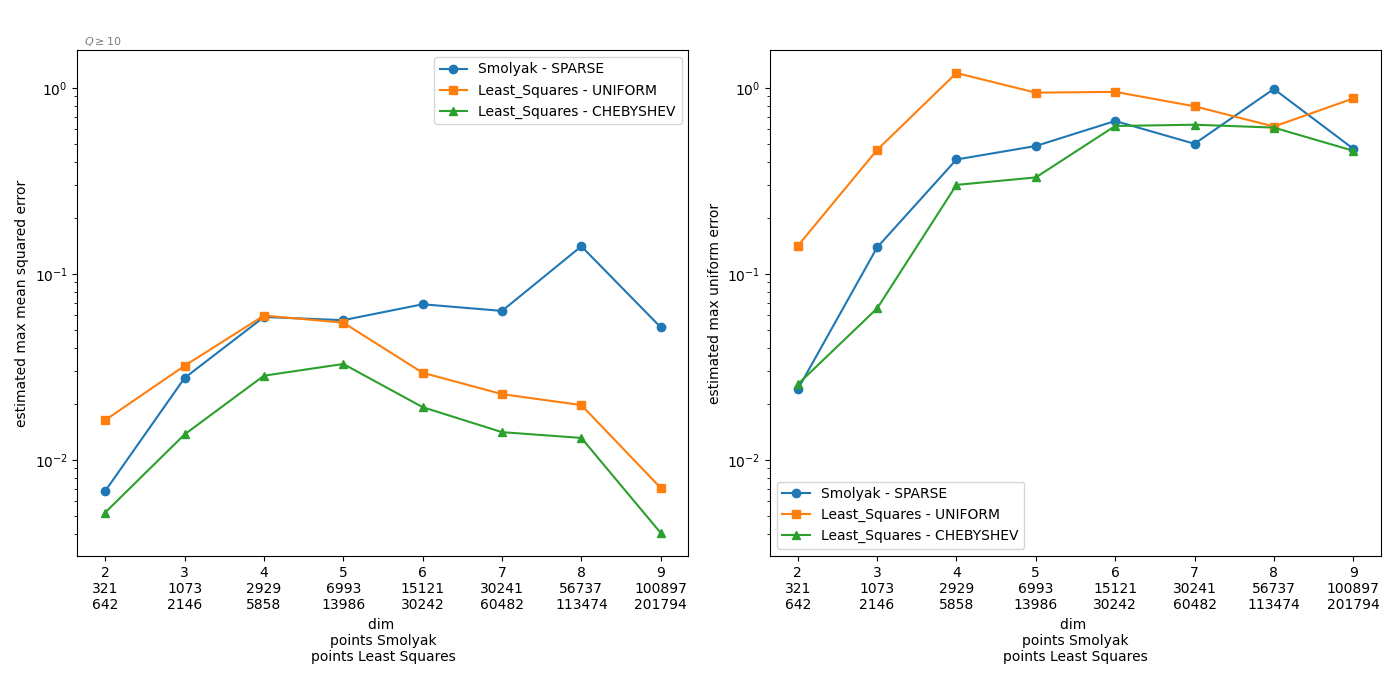 Q ≥ 10
Smolyak - SPARSE
Least_Squares - UNIFORM
Least_Squares - CHEBYSHEV
estimated max mean squared error
10⁰
10⁻¹
10⁻²
2 3 4 5 6 7 8 9
321 1073 2929 6993 15121 30241 56737 100897
642 2146 5858 13986 30242 60482 113474 201794
dim
points Smolyak
points Least Squares
estimated max uniform error
10⁰
10⁻¹
10⁻²
Smolyak - SPARSE
Least_Squares - UNIFORM
Least_Squares - CHEBYSHEV
2 3 4 5 6 7 8 9
321 1073 2929 6993 15121 30241 56737 100897
642 2146 5858 13986 30242 60482 113474 201794
dim
points Smolyak
points Least Squares